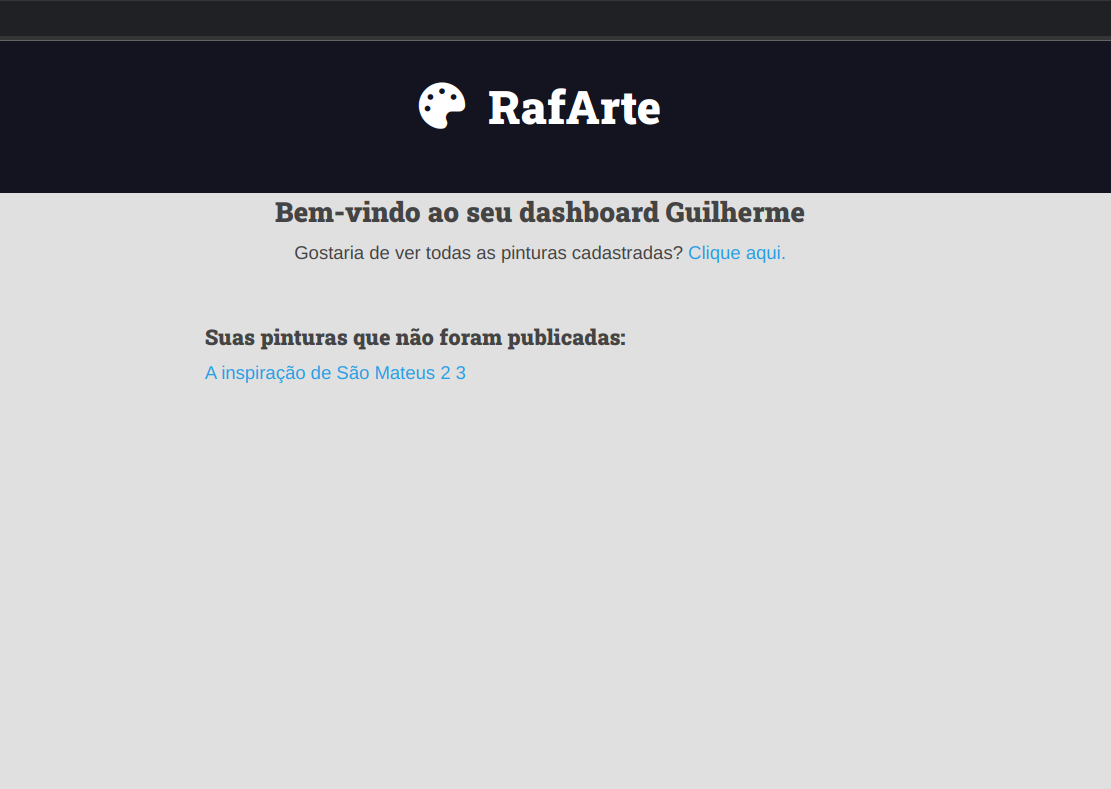 RafArte
Bem-vindo ao seu dashboard Guilherme
Gostaria de ver todas as pinturas cadastradas? Clique aqui.
Suas pinturas que não foram publicadas:
A inspiração de São Mateus 2 3